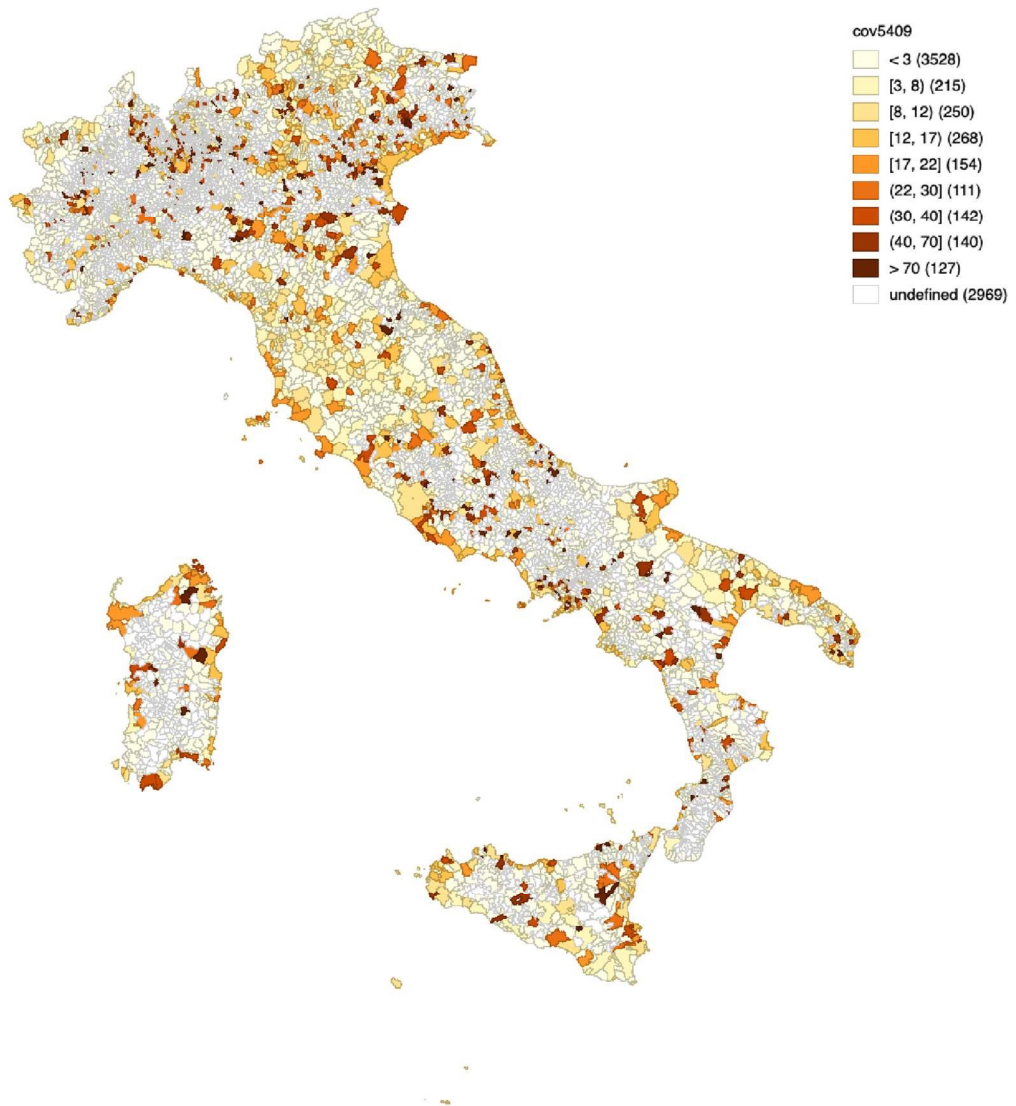 cov5409
< 3 (3528)
[3, 8) (215)
[8, 12) (250)
[12, 17) (268)
[17, 22] (154)
(22, 30] (111)
(30, 40] (142)
(40, 70] (140)
> 70 (127)
undefined (2969)